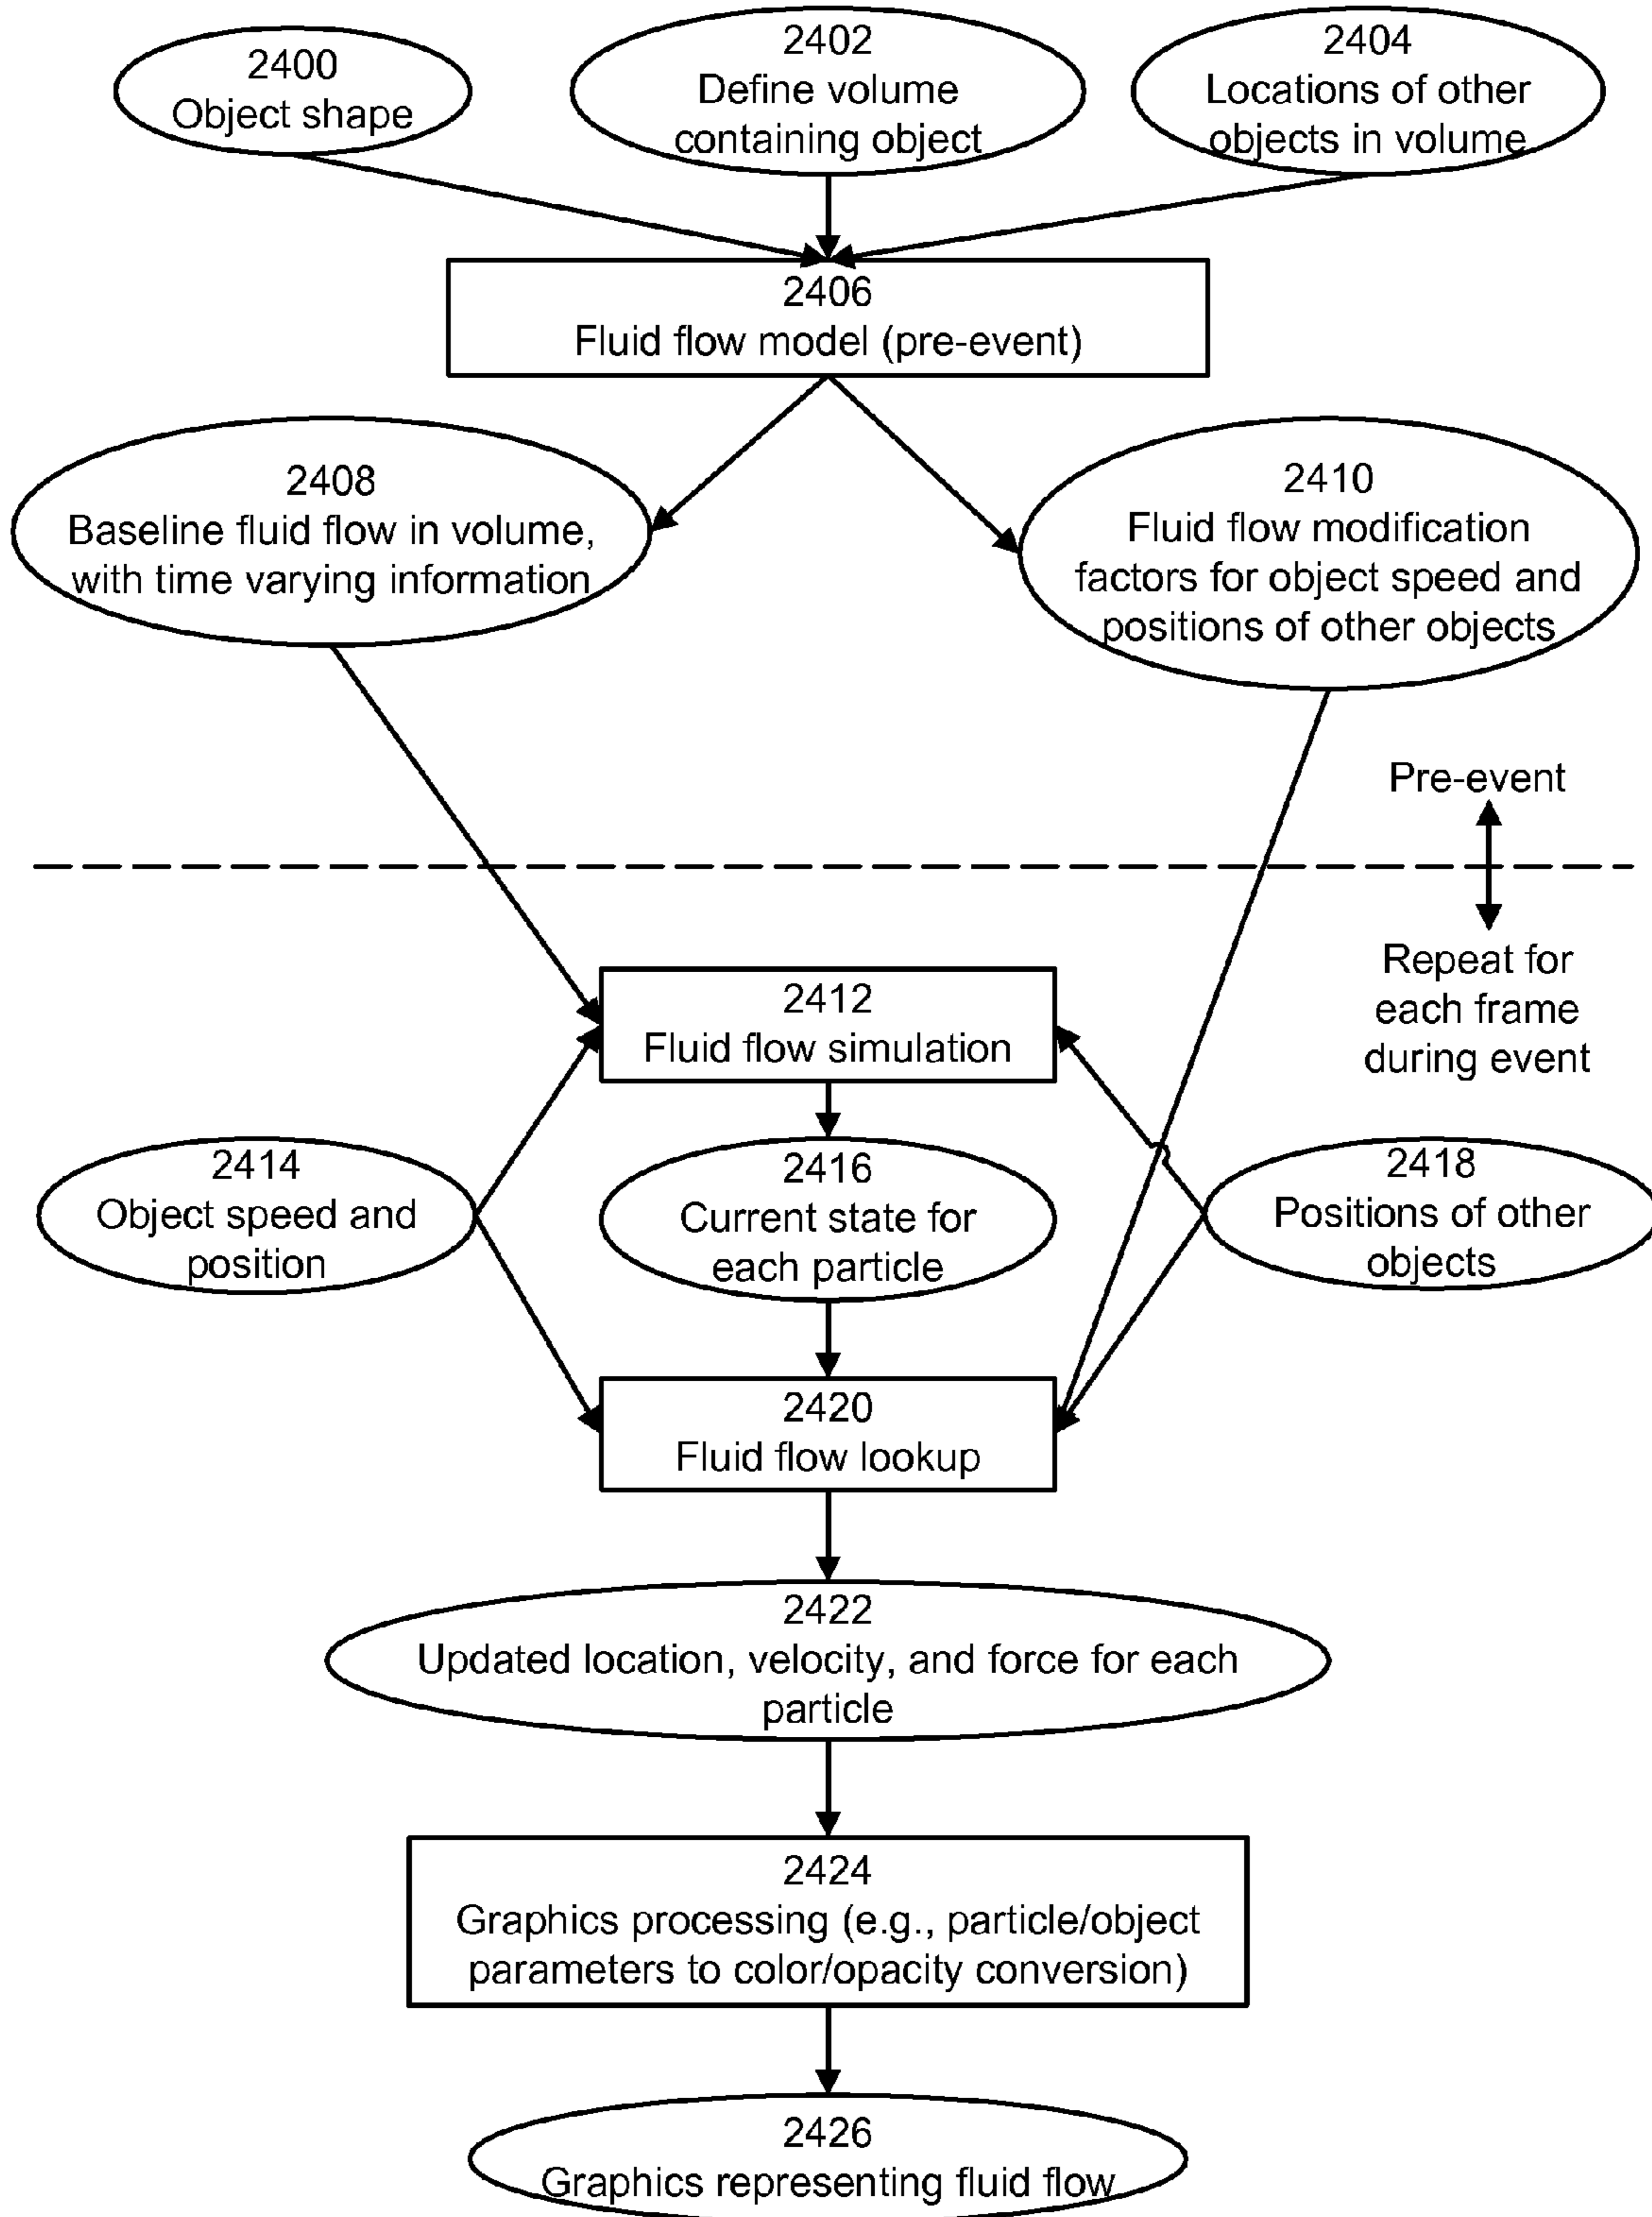 2400
Object shape
2402
Define volume
containing object
2404
Locations of other
objects in volume
2406
Fluid flow model (pre-event)
2408
Baseline fluid flow in volume,
with time varying information
2410
Fluid flow modification
factors for object speed and
positions of other objects
Pre-event
Repeat for
each frame
during event
2412
Fluid flow simulation
2414
Object speed and
position
2416
Current state for
each particle
2418
Positions of other
objects
2420
Fluid flow lookup
2422
Updated location, velocity, and force for each
particle
2424
Graphics processing (e.g., particle/object
parameters to color/opacity conversion)
2426
Graphics representing fluid flow